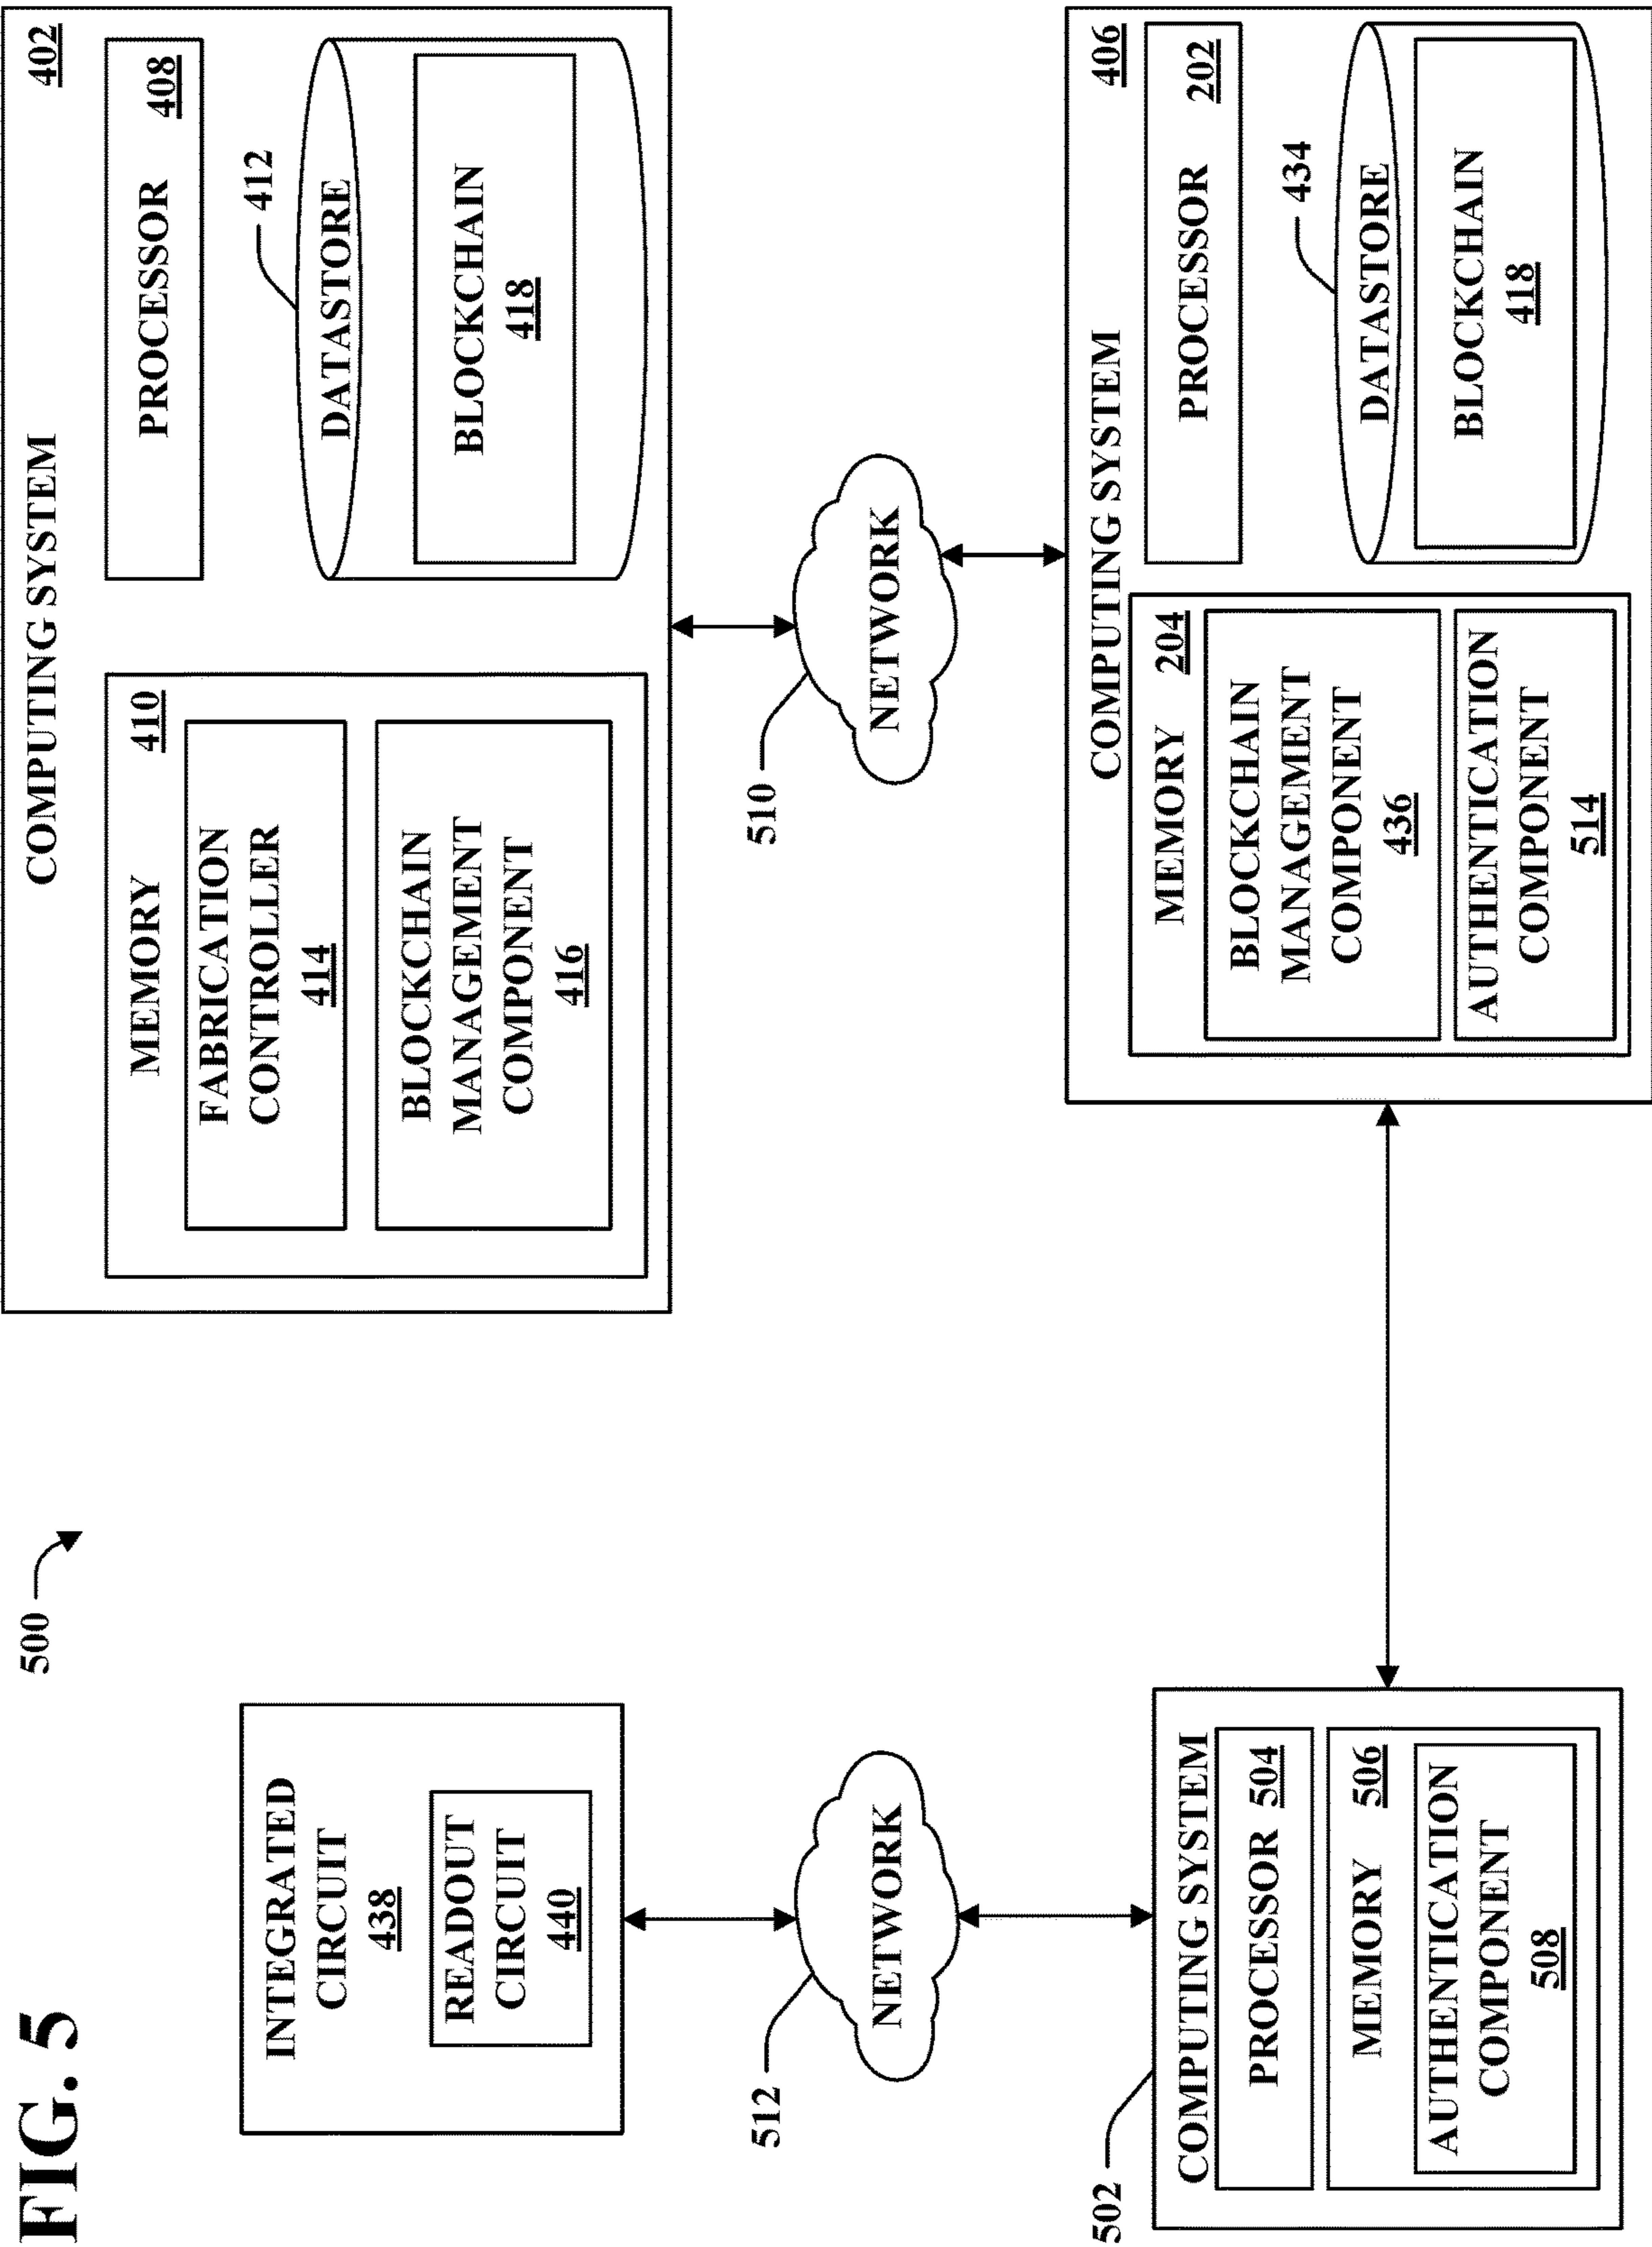 FIG. 5
500
INTEGRATED
CIRCUIT
438
READOUT
CIRCUIT
440
512
NETWORK
502
COMPUTING SYSTEM
PROCESSOR 504
MEMORY 506
AUTHENTICATION
COMPONENT
508
COMPUTING SYSTEM 402
MEMORY 410
FABRICATION
CONTROLLER
414
BLOCKCHAIN
MANAGEMENT
COMPONENT
416
PROCESSOR 408
412
DATASTORE
BLOCKCHAIN
418
510
NETWORK
COMPUTING SYSTEM 406
MEMORY 204
BLOCKCHAIN
MANAGEMENT
COMPONENT
436
AUTHENTICATION
COMPONENT
514
PROCESSOR 202
434
DATASTORE
BLOCKCHAIN
418